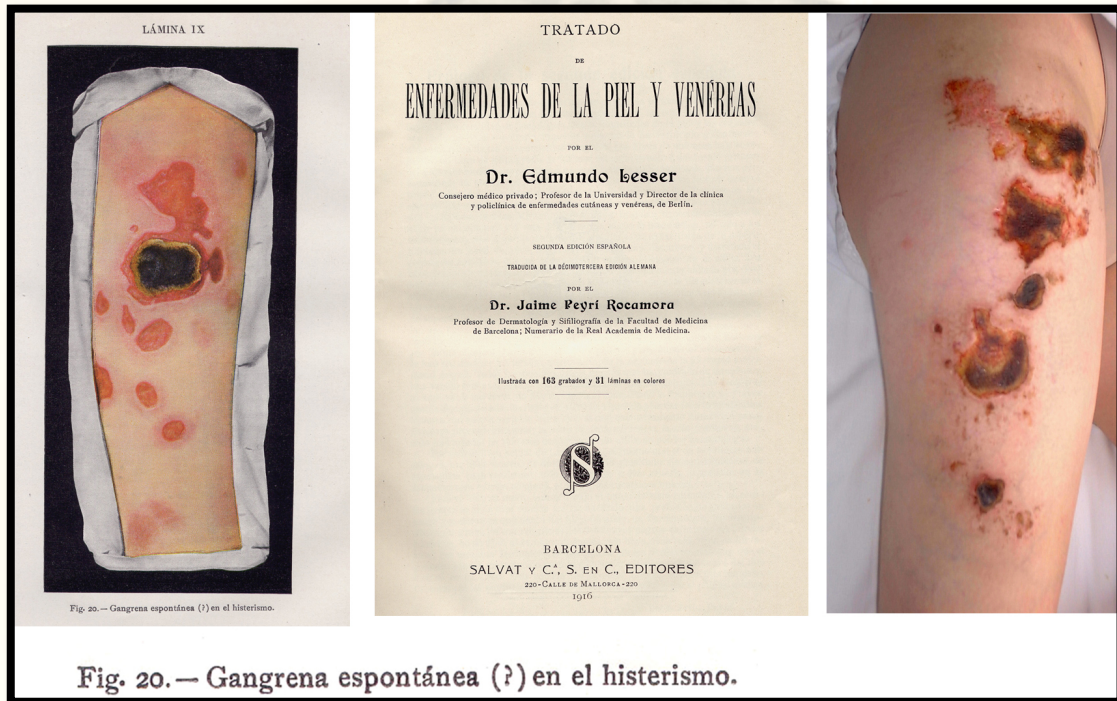 LÁMINA IX
Fig. 20.— Gangrena espontánea (?) en el histerismo.
TRATADO
DE
ENFERMEDADES DE LA PIEL Y VENÉREAS
POR EL
Dr. Edmundo Lesser
Consejero médico privado; Profesor de la Universidad y Director de la clínica
y policlínica de enfermedades cutáneas y venéreas, de Berlín.
SEGUNDA EDICIÓN ESPAÑOLA
TRADUCIDA DE LA DÉCIMOTERCERA EDICIÓN ALEMANA
POR EL
Dr. Jaime Peyrí Rocamora
Profesor de Dermatología y Sifiliografía de la Facultad de Medicina
de Barcelona; Numerario de la Real Academia de Medicina.
Ilustrada con 163 grabados y 31 láminas en colores
S
BARCELONA
SALVAT Y C.ª, S. EN C., EDITORES
220-CALLE DE MALLORCA-220
1916
Fig. 20.— Gangrena espontánea (?) en el histerismo.